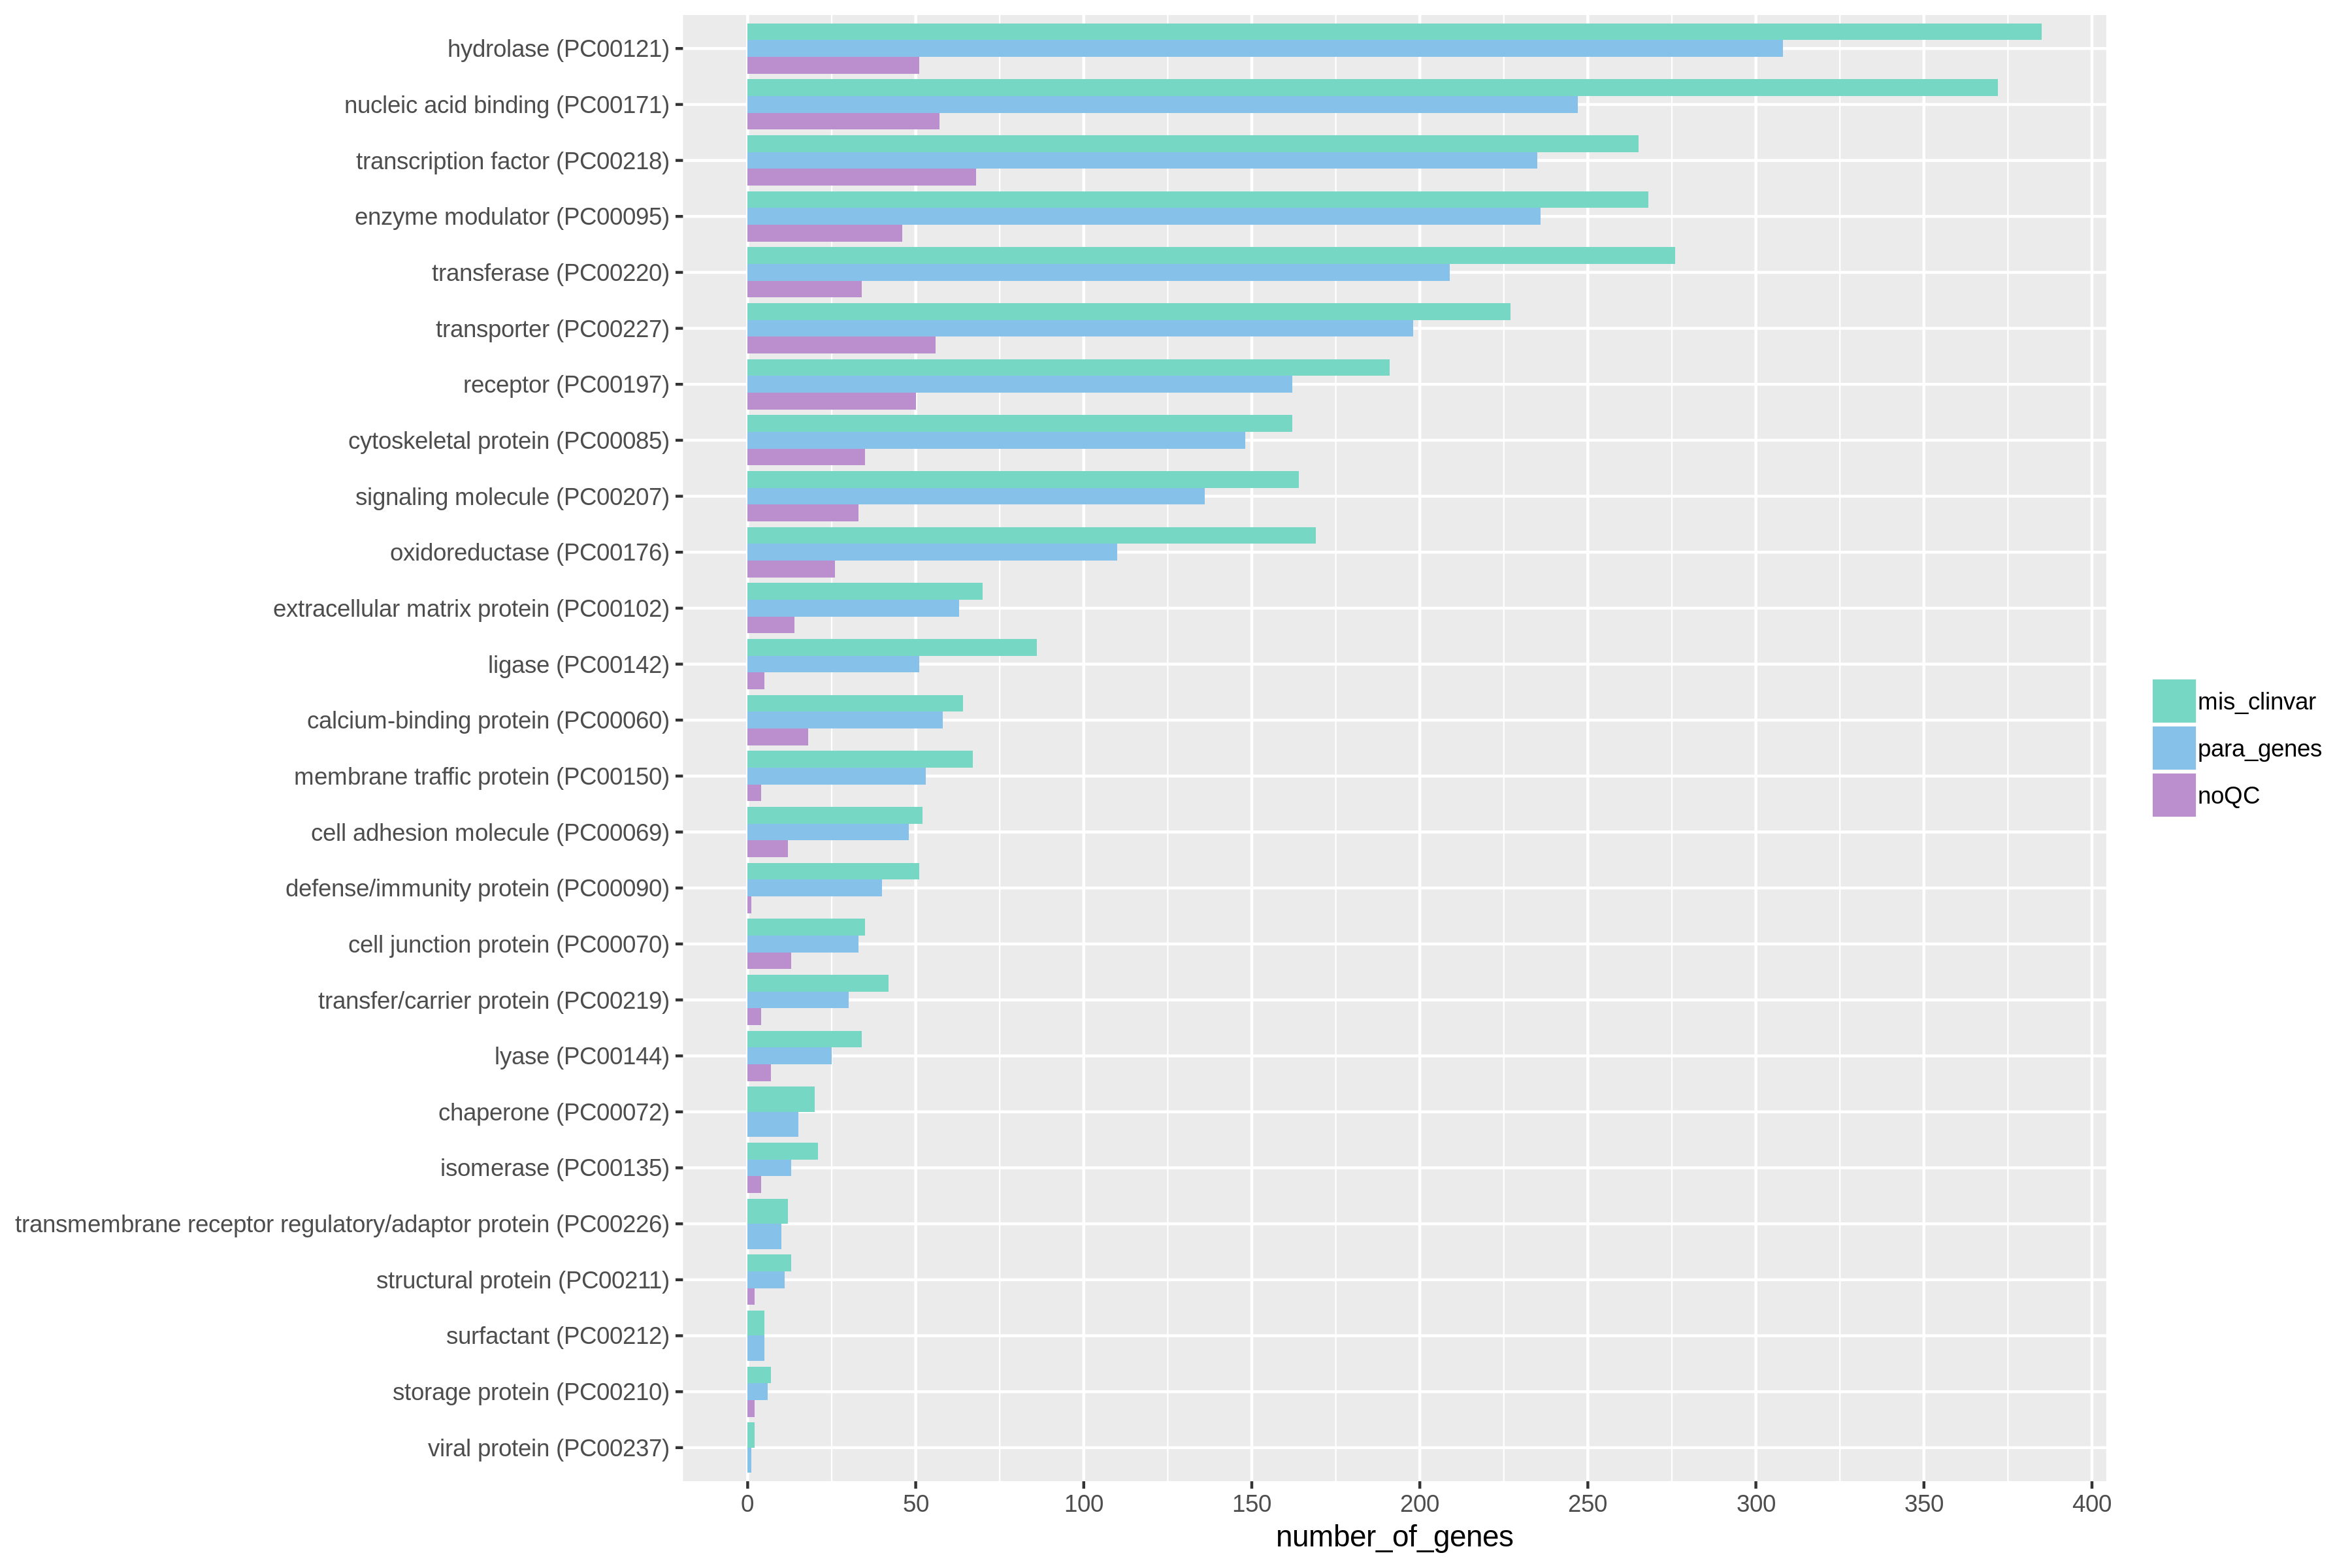 hydrolase (PC00121)
nucleic acid binding (PC00171)
transcription factor (PC00218)
enzyme modulator (PC00095)
transferase (PC00220)
transporter (PC00227)
receptor (PC00197)
cytoskeletal protein (PC00085)
signaling molecule (PC00207)
oxidoreductase (PC00176)
extracellular matrix protein (PC00102)
ligase (PC00142)
calcium-binding protein (PC00060)
membrane traffic protein (PC00150)
cell adhesion molecule (PC00069)
defense/immunity protein (PC00090)
cell junction protein (PC00070)
transfer/carrier protein (PC00219)
lyase (PC00144)
chaperone (PC00072)
isomerase (PC00135)
transmembrane receptor regulatory/adaptor protein (PC00226)
structural protein (PC00211)
surfactant (PC00212)
storage protein (PC00210)
viral protein (PC00237)
0 50 100 150 200 250 300 350 400
number_of_genes
mis_clinvar
para_genes
noQC